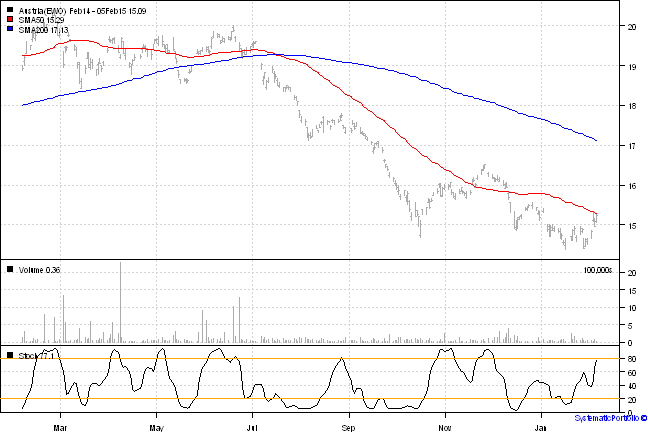 Austria(EWO) Feb14 - 05Feb15 15.09
SMA50 15.29
SMA200 17.13
20
19
18
17
16
15
Volume 0.36
100,000s
20
15
10
5
0
Stoch 77.1
80
60
40
20
0
Mar May Jul Sep Nov Jan
SystematicPortfolio ©